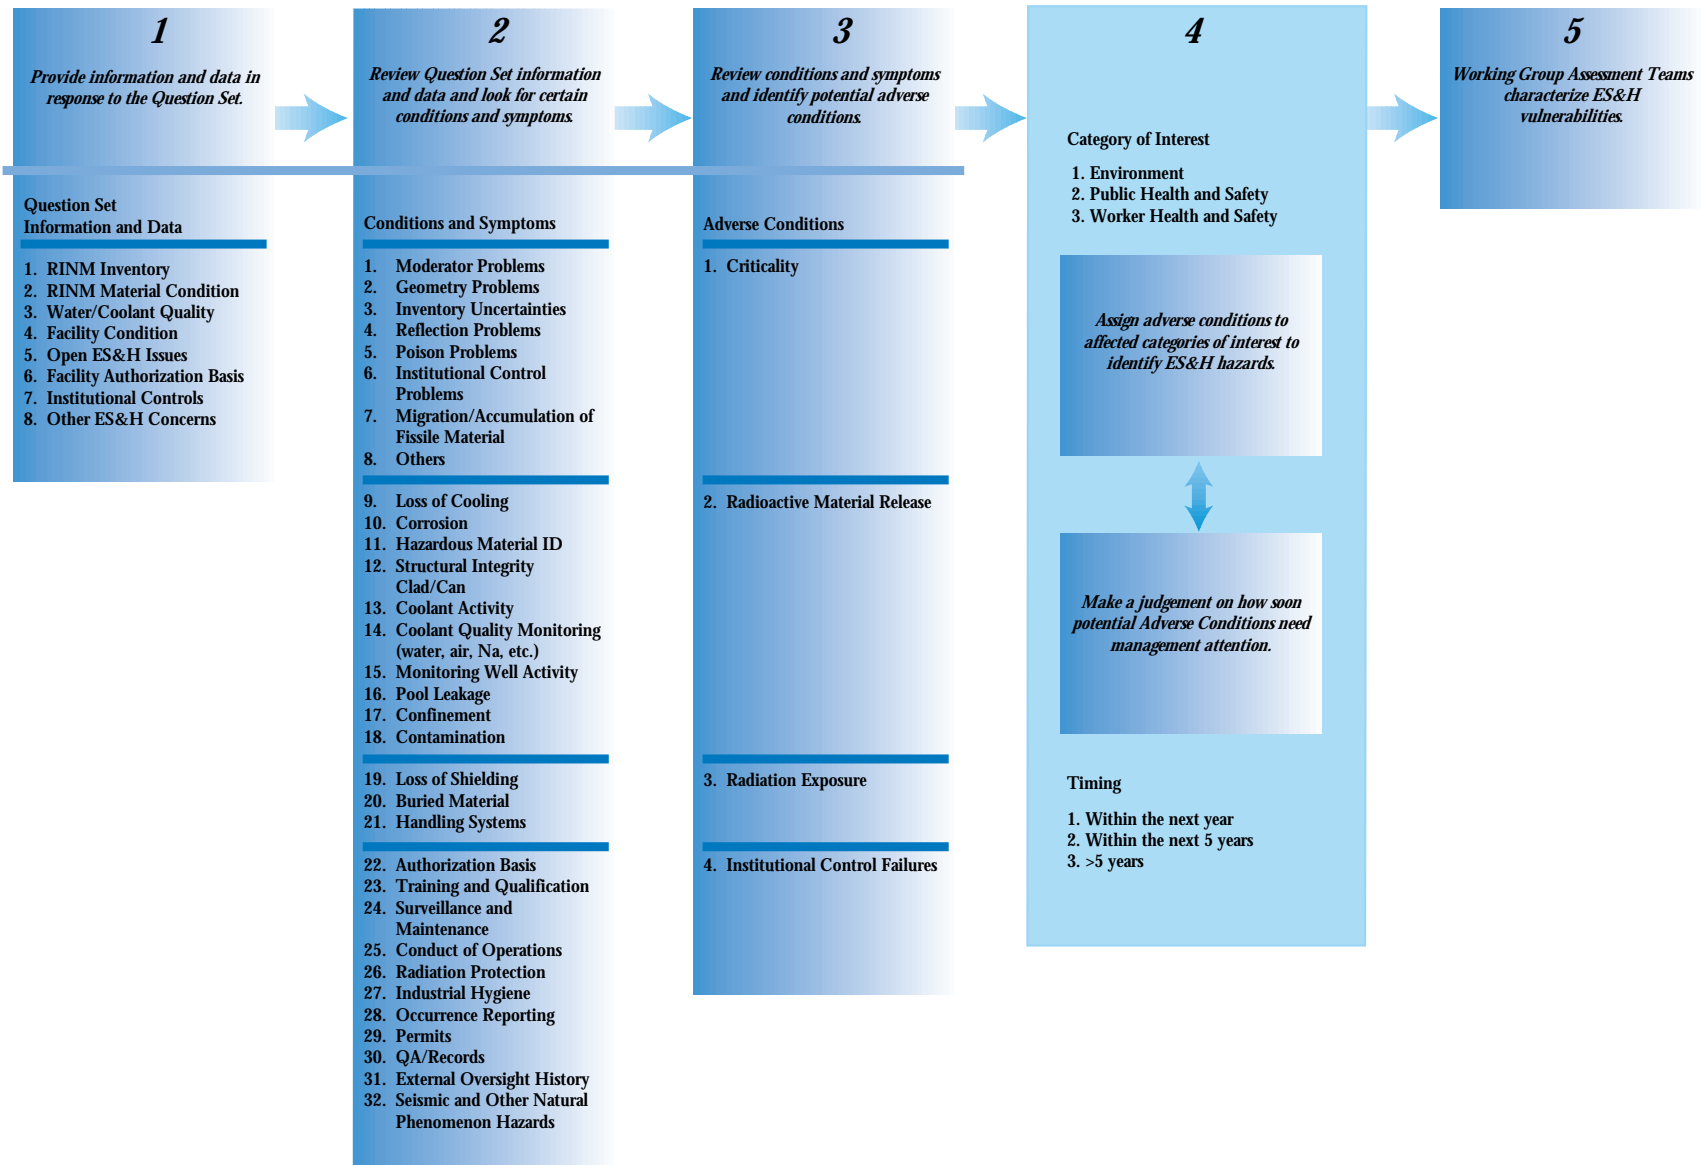 1
Provide information and data in
response to the Question Set.
Question Set
Information and Data
1. RINM Inventory
2. RINM Material Condition
3. Water/Coolant Quality
4. Facility Condition
5. Open ES&H Issues
6. Facility Authorization Basis
7. Institutional Controls
8. Other ES&H Concerns
2
Review Question Set information
and data and look for certain
conditions and symptoms.
Conditions and Symptoms
1. Moderator Problems
2. Geometry Problems
3. Inventory Uncertainties
4. Reflection Problems
5. Poison Problems
6. Institutional Control
Problems
7. Migration/Accumulation of
Fissile Material
8. Others
9. Loss of Cooling
10. Corrosion
11. Hazardous Material ID
12. Structural Integrity
Clad/Can
13. Coolant Activity
14. Coolant Quality Monitoring
(water, air, Na, etc.)
15. Monitoring Well Activity
16. Pool Leakage
17. Confinement
18. Contamination
19. Loss of Shielding
20. Buried Material
21. Handling Systems
22. Authorization Basis
23. Training and Qualification
24. Surveillance and
Maintenance
25. Conduct of Operations
26. Radiation Protection
27. Industrial Hygiene
28. Occurrence Reporting
29. Permits
30. QA/Records
31. External Oversight History
32. Seismic and Other Natural
Phenomenon Hazards
3
Review conditions and symptoms
and identify potential adverse
conditions.
Adverse Conditions
1. Criticality
2. Radioactive Material Release
3. Radiation Exposure
4. Institutional Control Failures
4
Category of Interest
1. Environment
2. Public Health and Safety
3. Worker Health and Safety
Assign adverse conditions to
affected categories of interest to
identify ES&H hazards.
Make a judgement on how soon
potential Adverse Conditions need
management attention.
Timing
1. Within the next year
2. Within the next 5 years
3. >5 years
5
Working Group Assessment Teams
characterize ES&H
vulnerabilities.